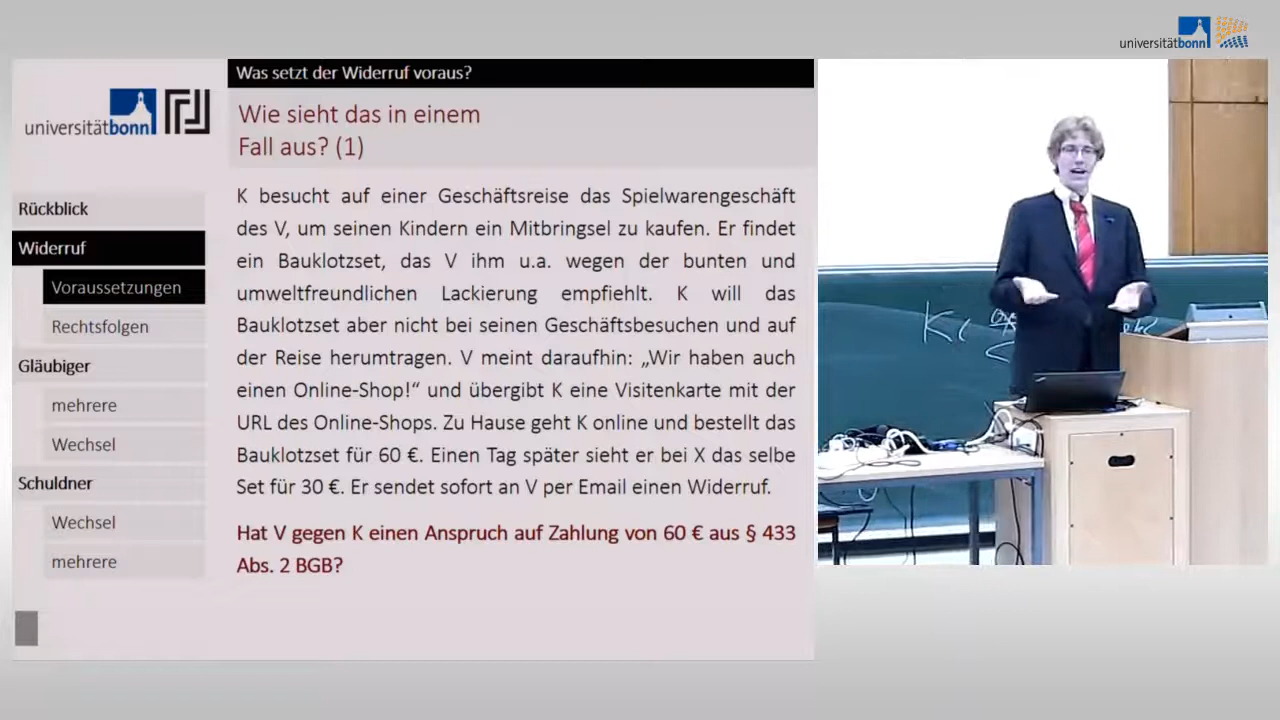 universitätbonn
Was setzt der Widerruf voraus?
universitätbonn
Wie sieht das in einem
Fall aus? (1)
Rückblick
Widerruf
Voraussetzungen
Rechtsfolgen
Gläubiger
mehrere
Wechsel
Schuldner
Wechsel
mehrere
K besucht auf einer Geschäftsreise das Spielwarengeschäft
des V, um seinen Kindern ein Mitbringsel zu kaufen. Er findet
ein Bauklotzset, das V ihm u.a. wegen der bunten und
umweltfreundlichen Lackierung empfiehlt. K will das
Bauklotzset aber nicht bei seinen Geschäftsbesuchen und auf
der Reise herumtragen. V meint daraufhin: „Wir haben auch
einen Online-Shop!“ und übergibt K eine Visitenkarte mit der
URL des Online-Shops. Zu Hause geht K online und bestellt das
Bauklotzset für 60 €. Einen Tag später sieht er bei X das selbe
Set für 30 €. Er sendet sofort an V per Email einen Widerruf.
Hat V gegen K einen Anspruch auf Zahlung von 60 € aus § 433
Abs. 2 BGB?